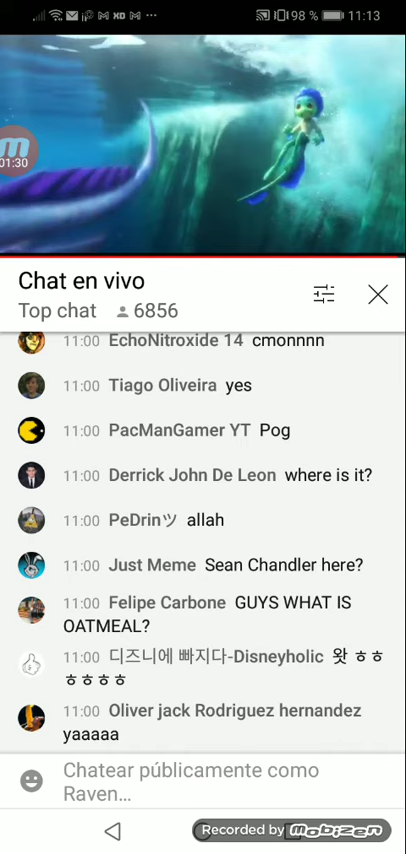 XD
98 %
11:13
01:30
Chat en vivo
Top chat 6856
11:00 EchoNitroxide 14 cmonnnn
11:00 Tiago Oliveira yes
11:00 PacManGamer YT Pog
11:00 Derrick John De Leon where is it?
11:00 PeDrinツ allah
11:00 Just Meme Sean Chandler here?
11:00 Felipe Carbone GUYS WHAT IS
OATMEAL?
11:00 디즈니에 빠지다-Disneyholic 왓 ㅎㅎ
ㅎㅎㅎㅎ
11:00 Oliver jack Rodriguez hernandez
yaaaaa
Chatear públicamente como
Raven...
Recorded by mobizen